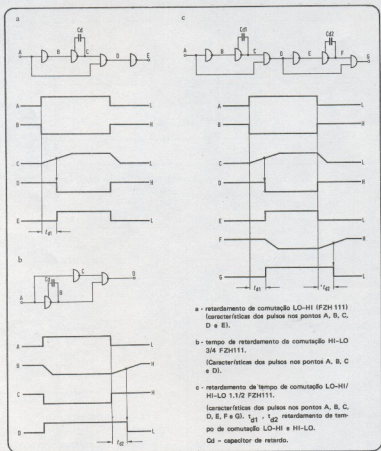 a
Cd
A
B
C
D
E
A
L
B
H
C
L
D
H
E
L
td1
b
A
Cd
B
C
D
A
L
B
H
C
H
D
L
td2
c
Cd1
Cd2
A
B
C
D
E
F
G
A
L
B
H
C
L
D
H
E
L
F
H
G
L
td1
td2
a - retardamento de comutação LO-HI (FZH 111)
(características dos pulsos nos pontos A, B, C,
D e E).
b - tempo de retardamento da comutação HI-LO
3/4 FZH111.
(Características dos pulsos nos pontos A, B, C
e D).
c - retardamento de tempo de comutação LO-HI/
HI-LO 1.1/2 FZH111.
(características dos pulsos nos pontos A, B, C,
D, E, F e G). td1 , td2 retardamento de tem-
po de comutação LO-HI e HI-LO.
Cd - capacitor de retardo.